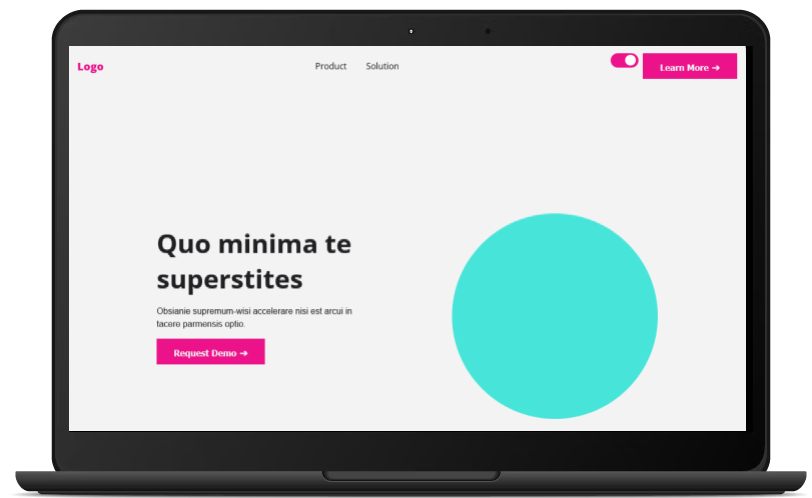 Logo
Product
Solution
Learn More ➔
Quo minima te
superstites
Obsianie supremum-wisi accelerare nisi est arcui in
tacere parmensis optio.
Request Demo ➔